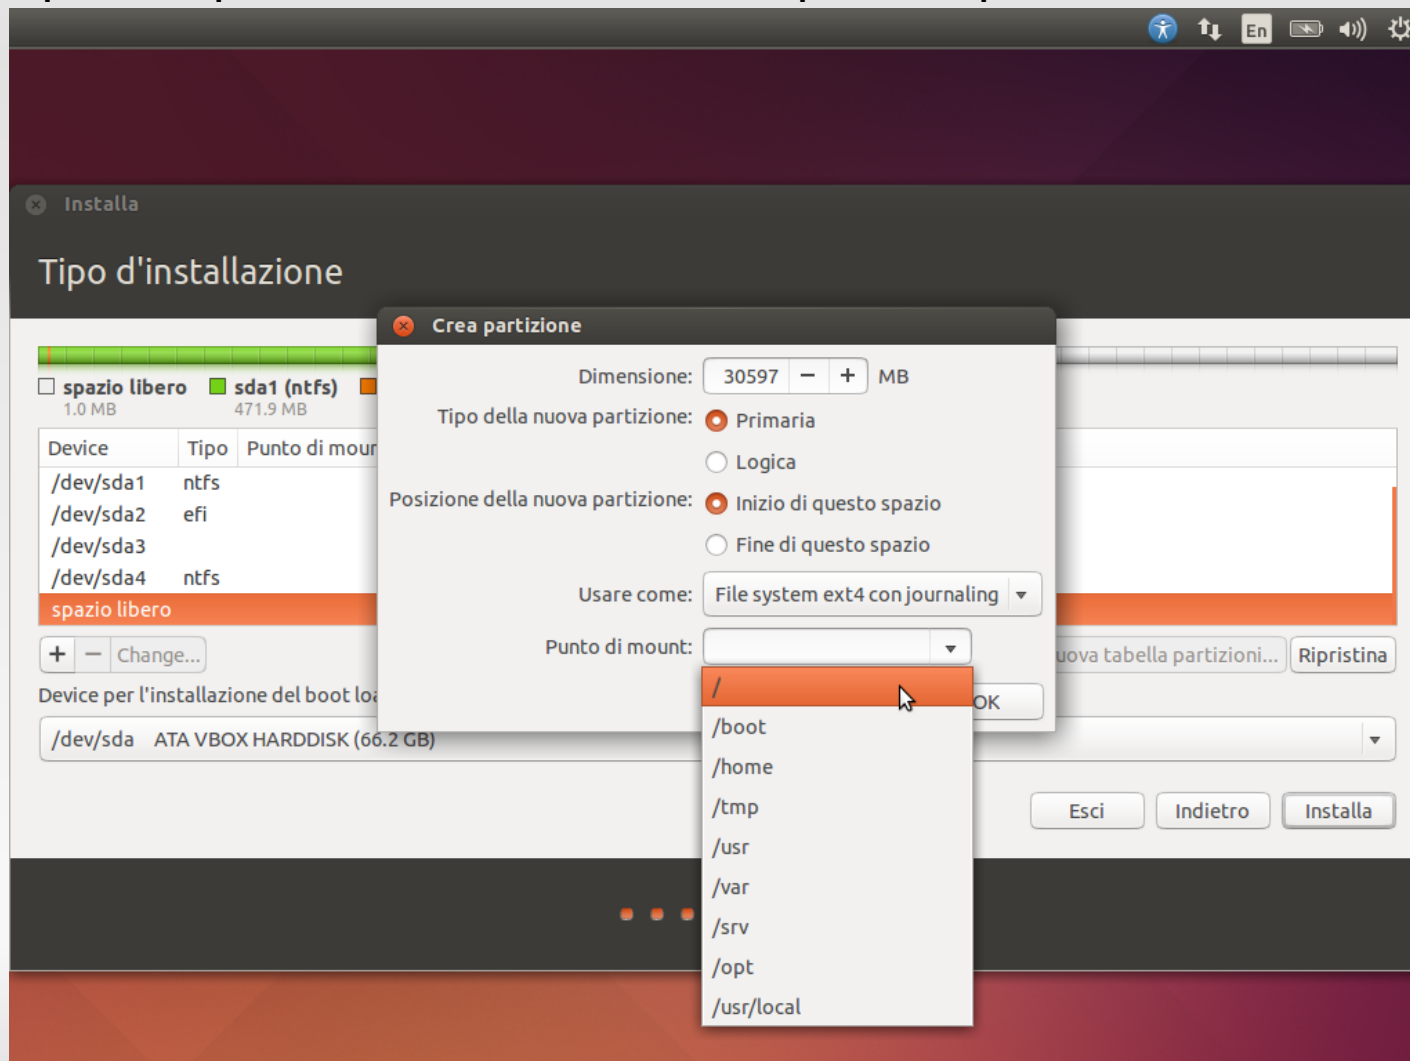 En
Installa
Tipo d'installazione
Crea partizione
Dimensione: 30597 − + MB
spazio libero sda1 (ntfs)
1.0 MB 471.9 MB
Tipo della nuova partizione: Primaria
Logica
Device Tipo Punto di moun
/dev/sda1 ntfs
Posizione della nuova partizione: Inizio di questo spazio
/dev/sda2 efi
/dev/sda3
Fine di questo spazio
/dev/sda4 ntfs
Usare come: File system ext4 con journaling
spazio libero
Punto di mount:
+ − Change...
uova tabella partizioni... Ripristina
/
OK
Device per l'installazione del boot loa
/boot
/dev/sda ATA VBOX HARDDISK (66.2 GB)
/home
/tmp
Esci Indietro Installa
/usr
/var
/srv
/opt
/usr/local